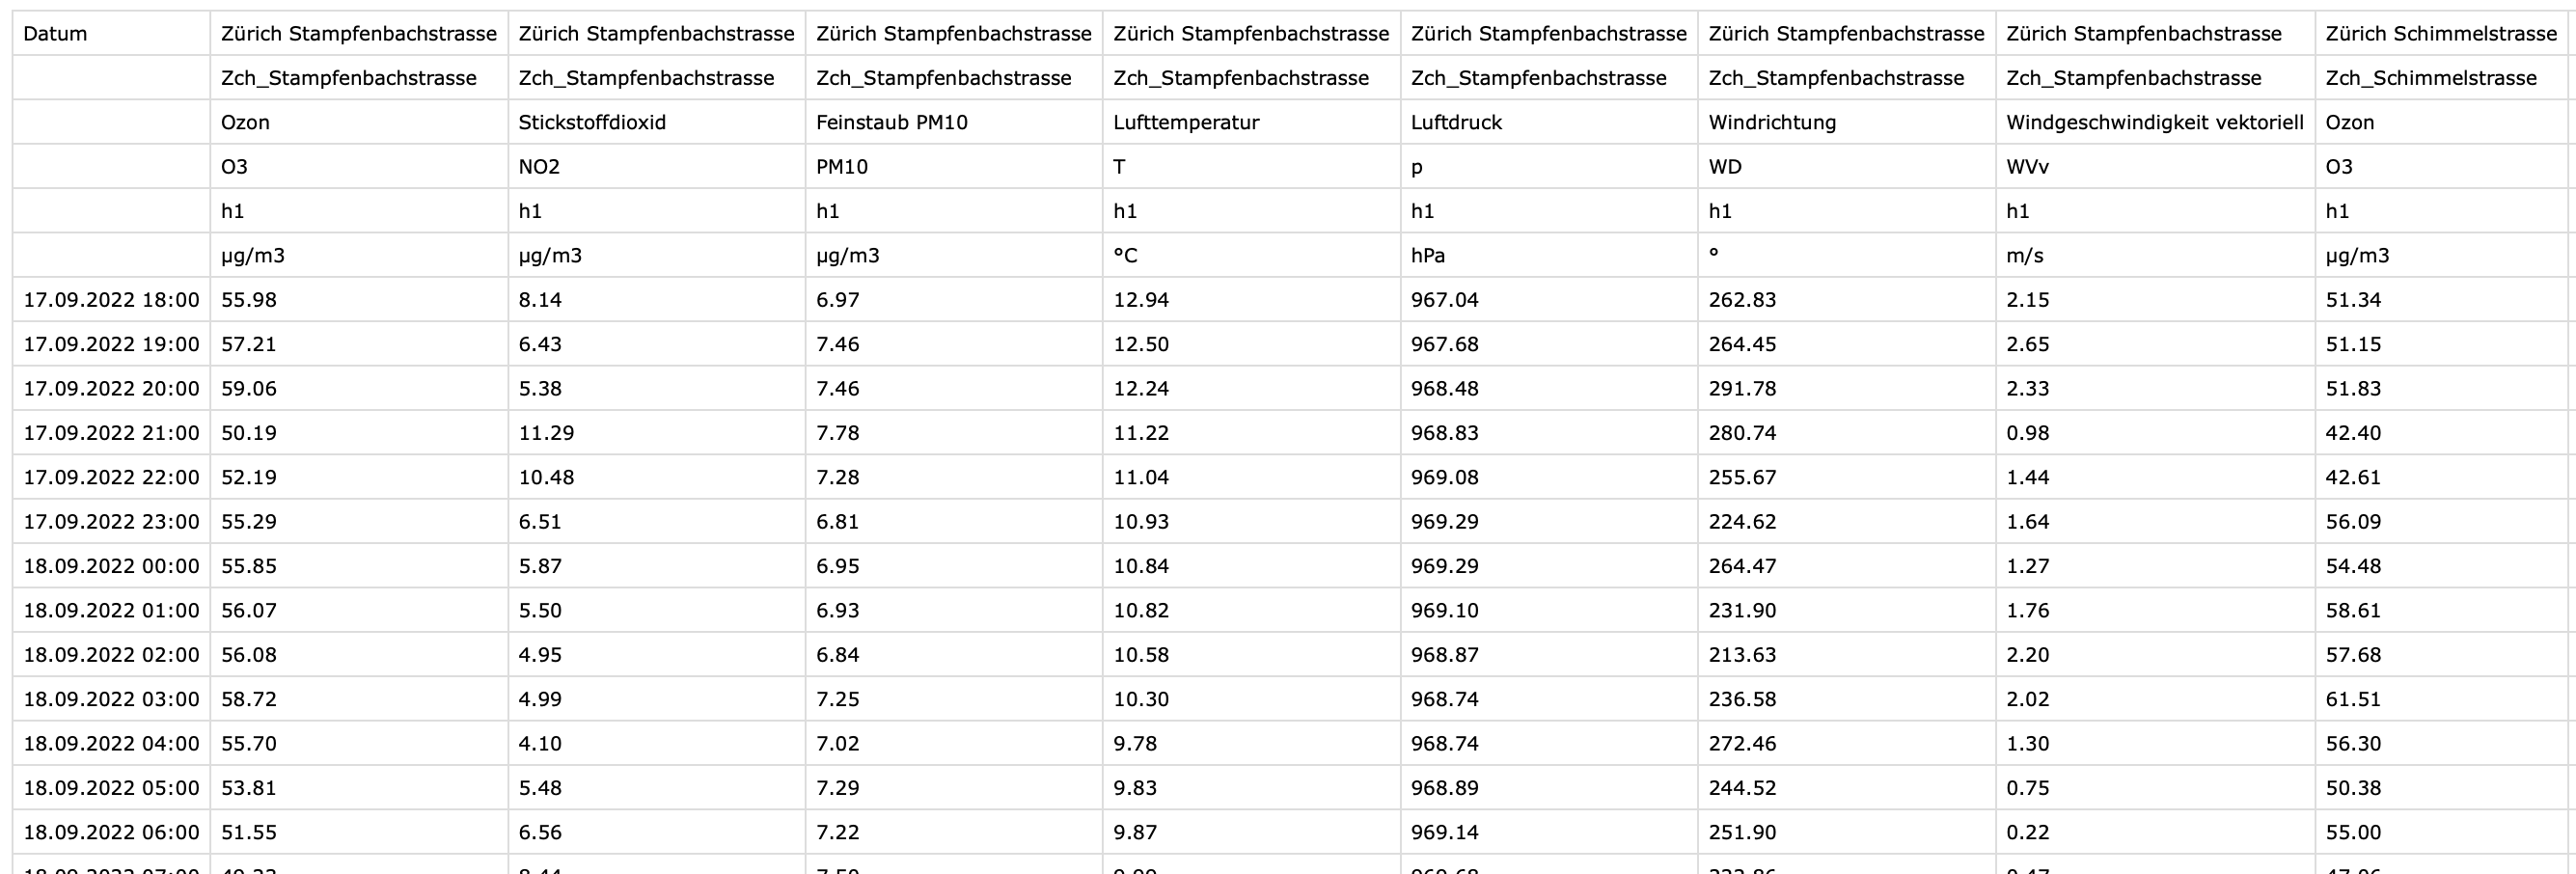 Datum Zürich Stampfenbachstrasse Zürich Stampfenbachstrasse Zürich Stampfenbachstrasse Zürich Stampfenbachstrasse Zürich Stampfenbachstrasse Zürich Stampfenbachstrasse Zürich Stampfenbachstrasse Zürich Schimmelstrasse
Zch_Stampfenbachstrasse Zch_Stampfenbachstrasse Zch_Stampfenbachstrasse Zch_Stampfenbachstrasse Zch_Stampfenbachstrasse Zch_Stampfenbachstrasse Zch_Stampfenbachstrasse Zch_Schimmelstrasse
Ozon Stickstoffdioxid Feinstaub PM10 Lufttemperatur Luftdruck Windrichtung Windgeschwindigkeit vektoriell Ozon
O3 NO2 PM10 T p WD WVv O3
h1 h1 h1 h1 h1 h1 h1 h1
µg/m3 µg/m3 µg/m3 °C hPa ° m/s µg/m3
17.09.2022 18:00 55.98 8.14 6.97 12.94 967.04 262.83 2.15 51.34
17.09.2022 19:00 57.21 6.43 7.46 12.50 967.68 264.45 2.65 51.15
17.09.2022 20:00 59.06 5.38 7.46 12.24 968.48 291.78 2.33 51.83
17.09.2022 21:00 50.19 11.29 7.78 11.22 968.83 280.74 0.98 42.40
17.09.2022 22:00 52.19 10.48 7.28 11.04 969.08 255.67 1.44 42.61
17.09.2022 23:00 55.29 6.51 6.81 10.93 969.29 224.62 1.64 56.09
18.09.2022 00:00 55.85 5.87 6.95 10.84 969.29 264.47 1.27 54.48
18.09.2022 01:00 56.07 5.50 6.93 10.82 969.10 231.90 1.76 58.61
18.09.2022 02:00 56.08 4.95 6.84 10.58 968.87 213.63 2.20 57.68
18.09.2022 03:00 58.72 4.99 7.25 10.30 968.74 236.58 2.02 61.51
18.09.2022 04:00 55.70 4.10 7.02 9.78 968.74 272.46 1.30 56.30
18.09.2022 05:00 53.81 5.48 7.29 9.83 968.89 244.52 0.75 50.38
18.09.2022 06:00 51.55 6.56 7.22 9.87 969.14 251.90 0.22 55.00